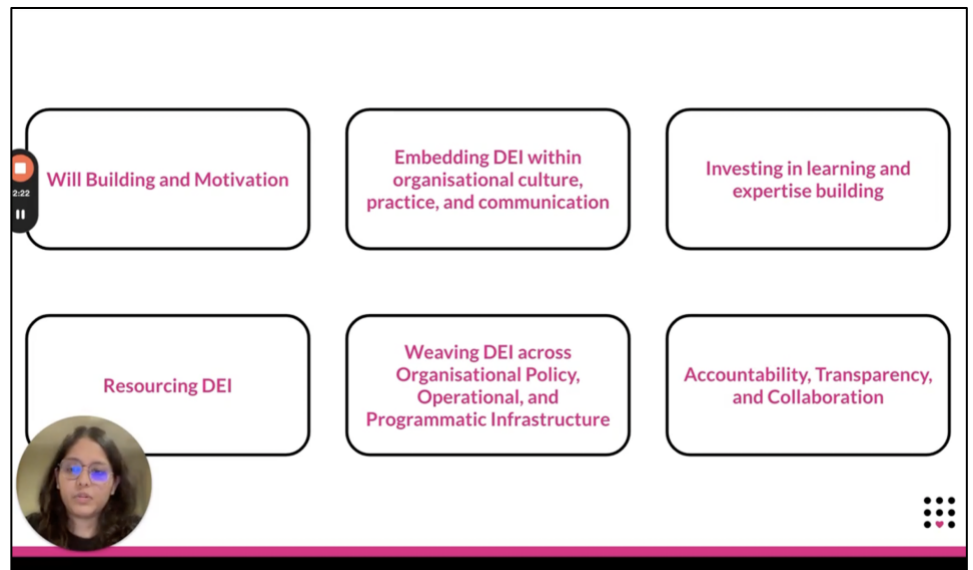 Will Building and Motivation
Embedding DEI within
organisational culture,
practice, and communication
Investing in learning and
expertise building
2:22
Resourcing DEI
Weaving DEI across
Organisational Policy,
Operational, and
Programmatic Infrastructure
Accountability, Transparency,
and Collaboration